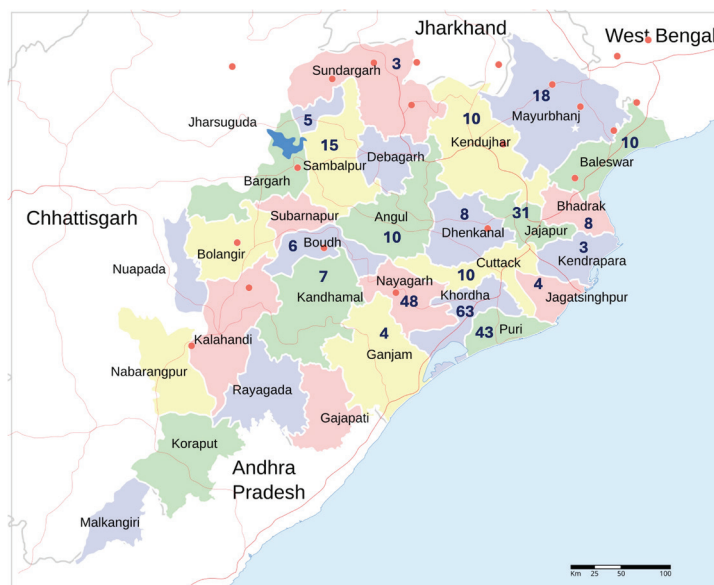 Jharkhand
West Bengal
3
Sundargarh
18
Mayurbhanj
Jharsuguda
5
10
Kendujhar
15
Sambalpur
Debagarh
10
Baleswar
Bargarh
Chhattisgarh
Subarnapur
Angul
10
8
Dhenkanal
31
Jajapur
Bhadrak
8
Nuapada
Bolangir
6
Boudh
3
Kendrapara
Cuttack
10
7
Kandhamal
Nayagarh
48
Khordha
63
4
Jagatsinghpur
43
Puri
4
Ganjam
Kalahandi
Nabarangpur
Rayagada
Gajapati
Koraput
Andhra
Pradesh
Malkangiri
Km 25 50 100